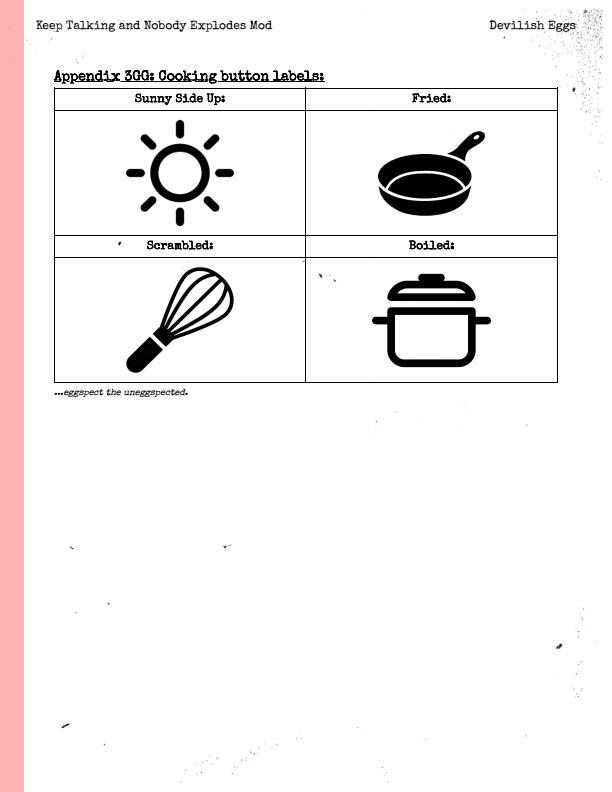 Keep Talking and Nobody Explodes Mod
Devilish Eggs
Appendix 3GG: Cooking button labels:
Sunny Side Up:
Fried:
Scrambled:
Boiled:
...eggspect the uneggspected.